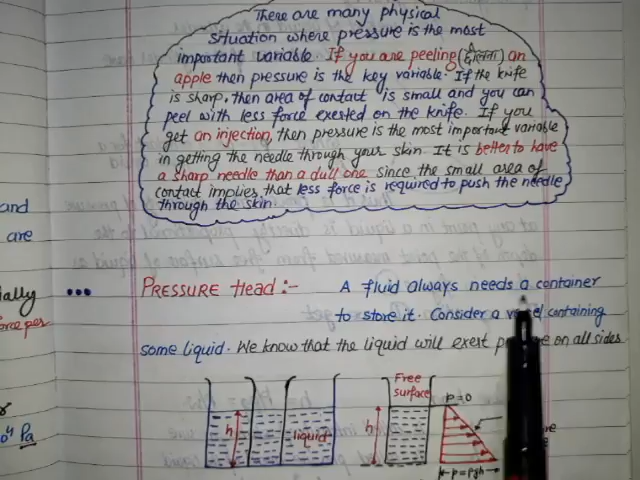 There are many physical
situation where pressure is the most
important variable. If you are peeling (छीलना) an
apple then pressure is the key variable. If the knife
is sharp, then area of contact is small and you can
peel with less force exested on the knife. If you
get an injection, then pressure is the most important variable
in getting the needle through your skin. It is better to have
a sharp needle than a dull one since the small area of
contact implies that less force is required to push the needle
through the skin.
and
are
ially
force per
Pa
PRESSURE Head :- A fluid always needs a container
to store it. Consider a containing
some liquid. We know that the liquid will exest on all sides
Free
surface
p=0
h
liquid
h
p=ρgh